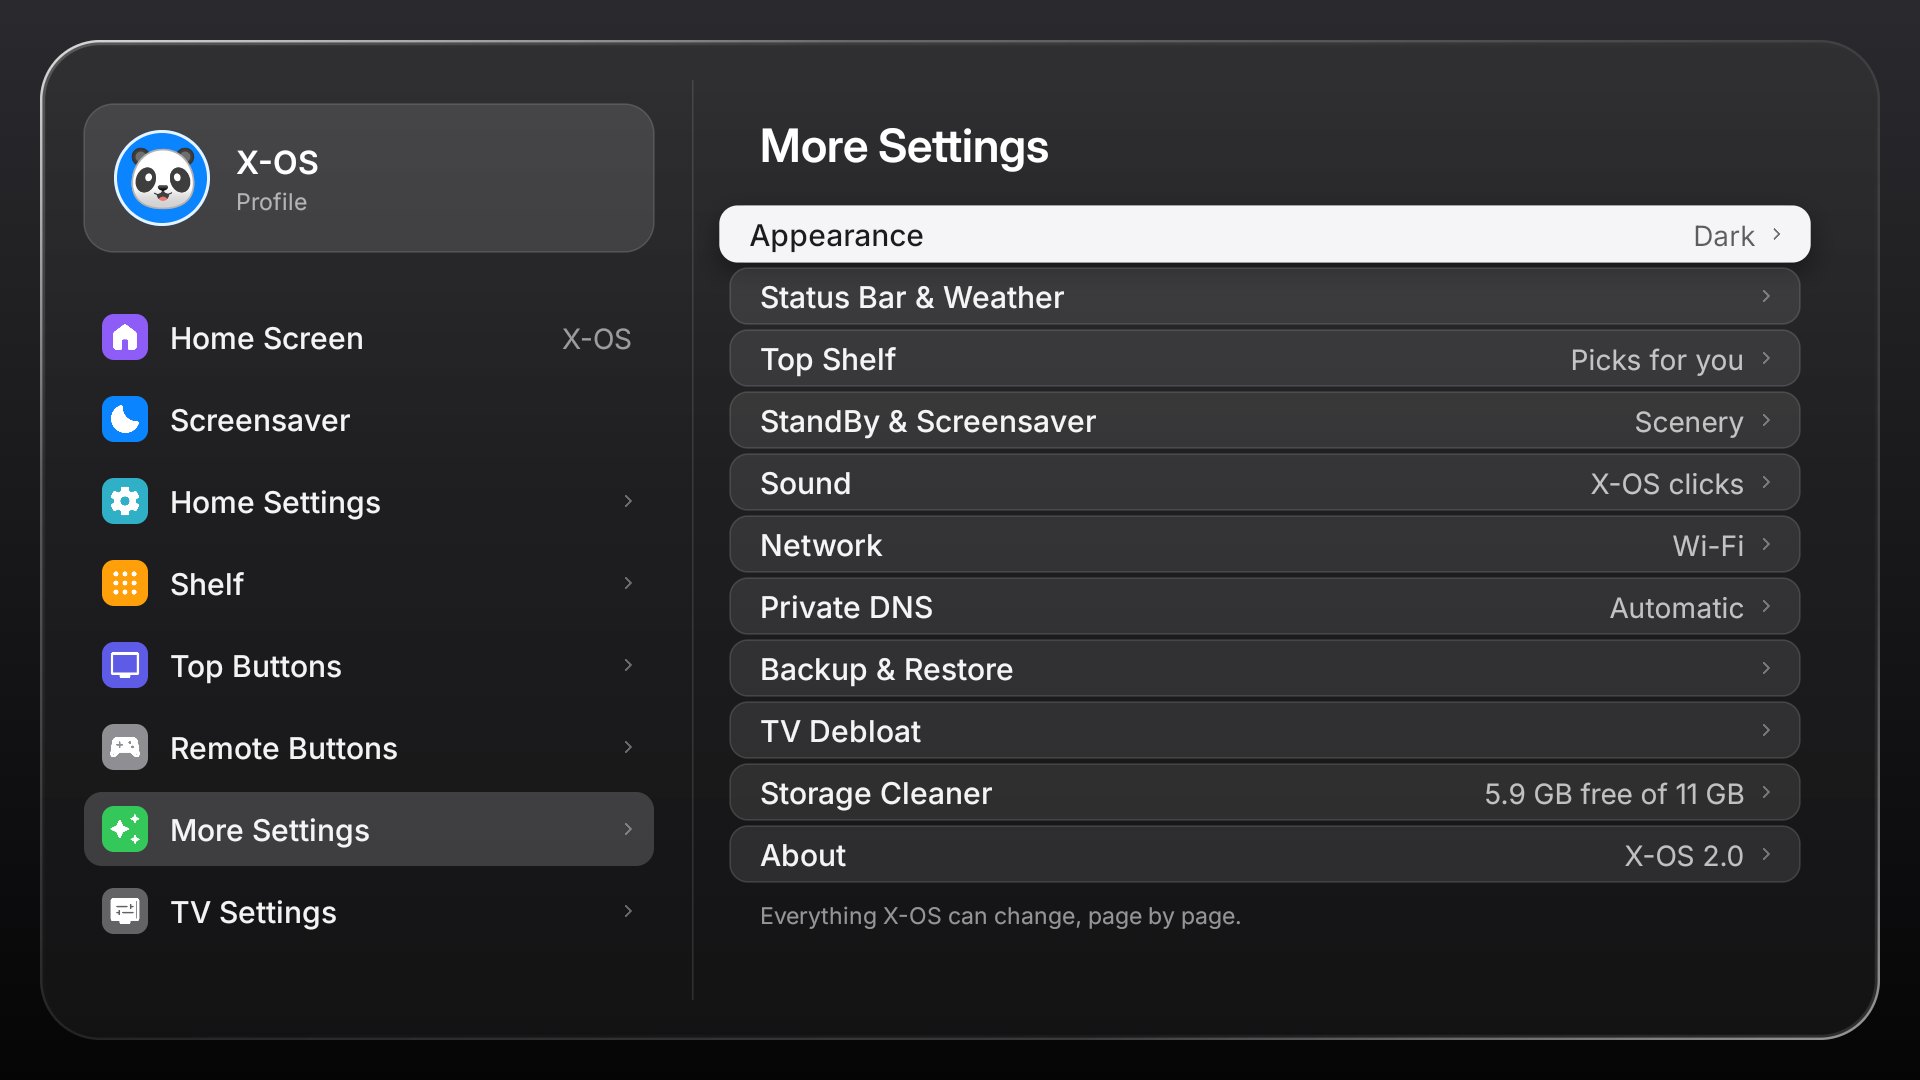 X-OS
Profile
Home Screen X-OS
Screensaver
Home Settings
Shelf
Top Buttons
Remote Buttons
More Settings
TV Settings
More Settings
Appearance Dark
Status Bar & Weather
Top Shelf Picks for you
StandBy & Screensaver Scenery
Sound X-OS clicks
Network Wi-Fi
Private DNS Automatic
Backup & Restore
TV Debloat
Storage Cleaner 5.9 GB free of 11 GB
About X-OS 2.0
Everything X-OS can change, page by page.